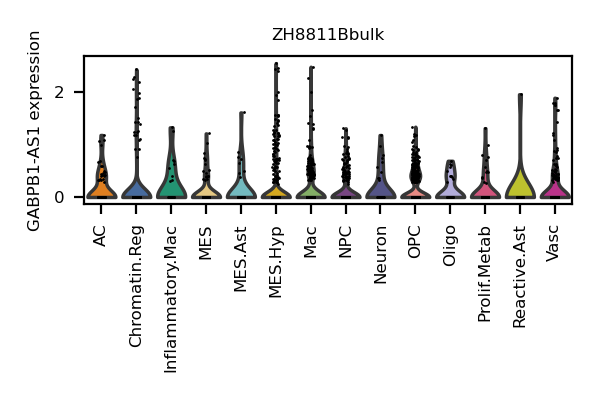 ZH8811Bbulk
GABPB1-AS1 expression
2
0
AC
Chromatin.Reg
Inflammatory.Mac
MES
MES.Ast
MES.Hyp
Mac
NPC
Neuron
OPC
Oligo
Prolif.Metab
Reactive.Ast
Vasc